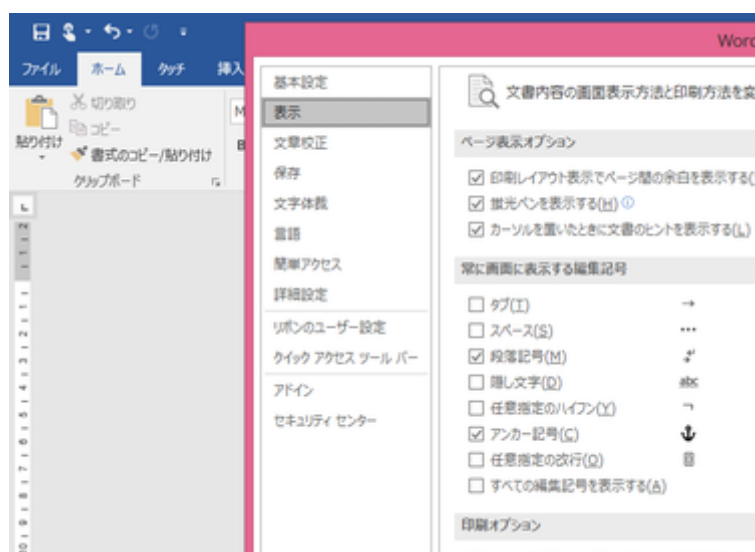 Word
ファイル ホーム タッチ 挿入
貼り付け
切り取り
コピー
書式のコピー/貼り付け
クリップボード
基本設定
表示
文章校正
保存
文字体裁
言語
簡単アクセス
詳細設定
リボンのユーザー設定
クイック アクセス ツール バー
アドイン
セキュリティ センター
文書内容の画面表示方法と印刷方法を変
ページ表示オプション
印刷レイアウト表示でページ間の余白を表示する(
蛍光ペンを表示する(H)
カーソルを置いたときに文書のヒントを表示する(L)
常に画面に表示する編集記号
タブ(T) →
スペース(S) ···
段落記号(M)
隠し文字(D) abc
任意指定のハイフン(Y) ¬
アンカー記号(C)
任意指定の改行(O)
すべての編集記号を表示する(A)
印刷オプション